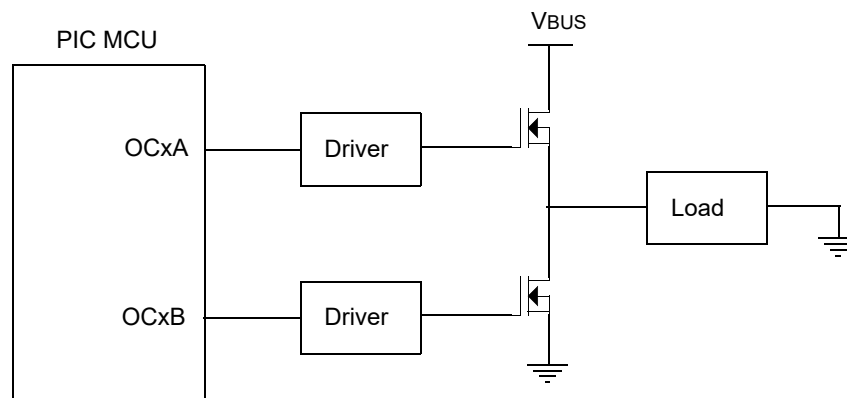 VBUS
PIC MCU
OCxA
Driver
Load
OCxB
Driver